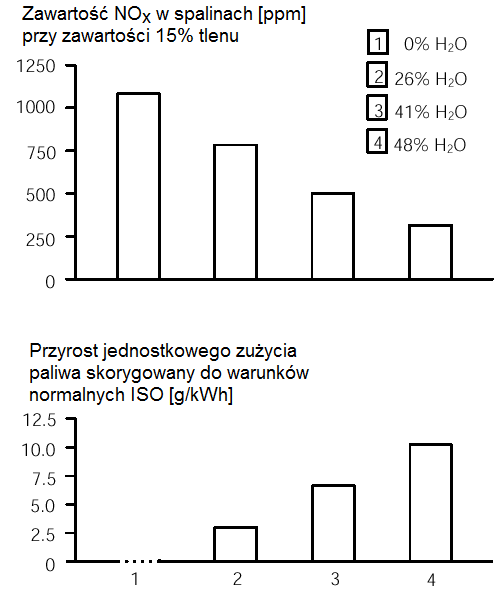 Zawartość NOx w spalinach [ppm]
przy zawartości 15% tlenu
1 0% H₂O
2 26% H₂O
3 41% H₂O
4 48% H₂O
1250
1000
750
500
250
0
Przyrost jednostkowego zużycia
paliwa skorygowany do warunków
normalnych ISO [g/kWh]
12.5
10.0
7.5
5.0
2.5
0
1 2 3 4